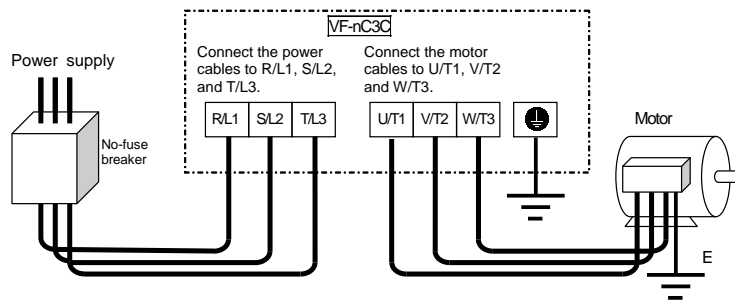 VF-nC3C
Power supply
Connect the power
cables to R/L1, S/L2,
and T/L3.
Connect the motor
cables to U/T1, V/T2
and W/T3.
R/L1 S/L2 T/L3 U/T1 V/T2 W/T3
No-fuse
breaker
Motor
E